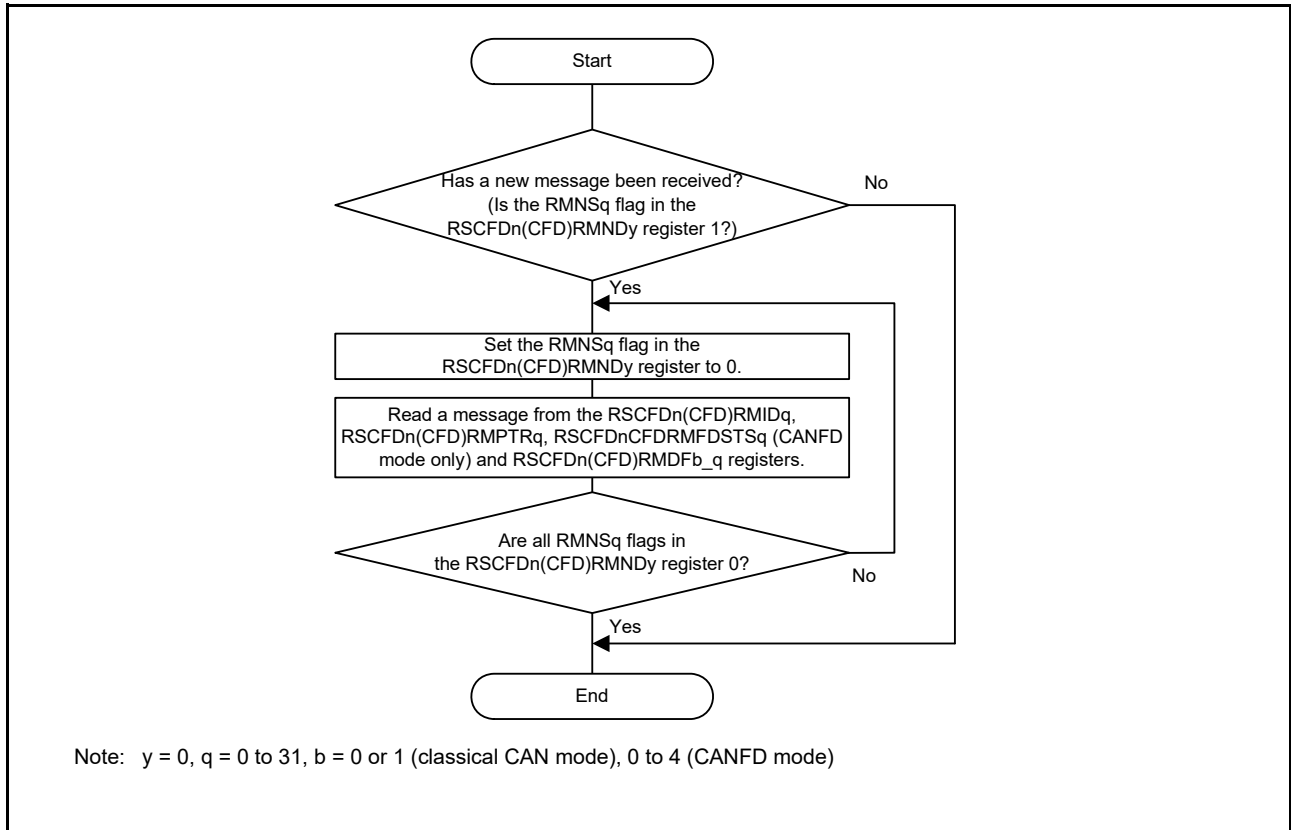 Start
Has a new message been received?
(Is the RMNSq flag in the
RSCFDn(CFD)RMNDy register 1?)
No
Yes
Set the RMNSq flag in the
RSCFDn(CFD)RMNDy register to 0.
Read a message from the RSCFDn(CFD)RMIDq,
RSCFDn(CFD)RMPTRq, RSCFDnCFDRMFDSTSq (CANFD
mode only) and RSCFDn(CFD)RMDFb_q registers.
Are all RMNSq flags in
the RSCFDn(CFD)RMNDy register 0?
No
Yes
End
Note: y = 0, q = 0 to 31, b = 0 or 1 (classical CAN mode), 0 to 4 (CANFD mode)